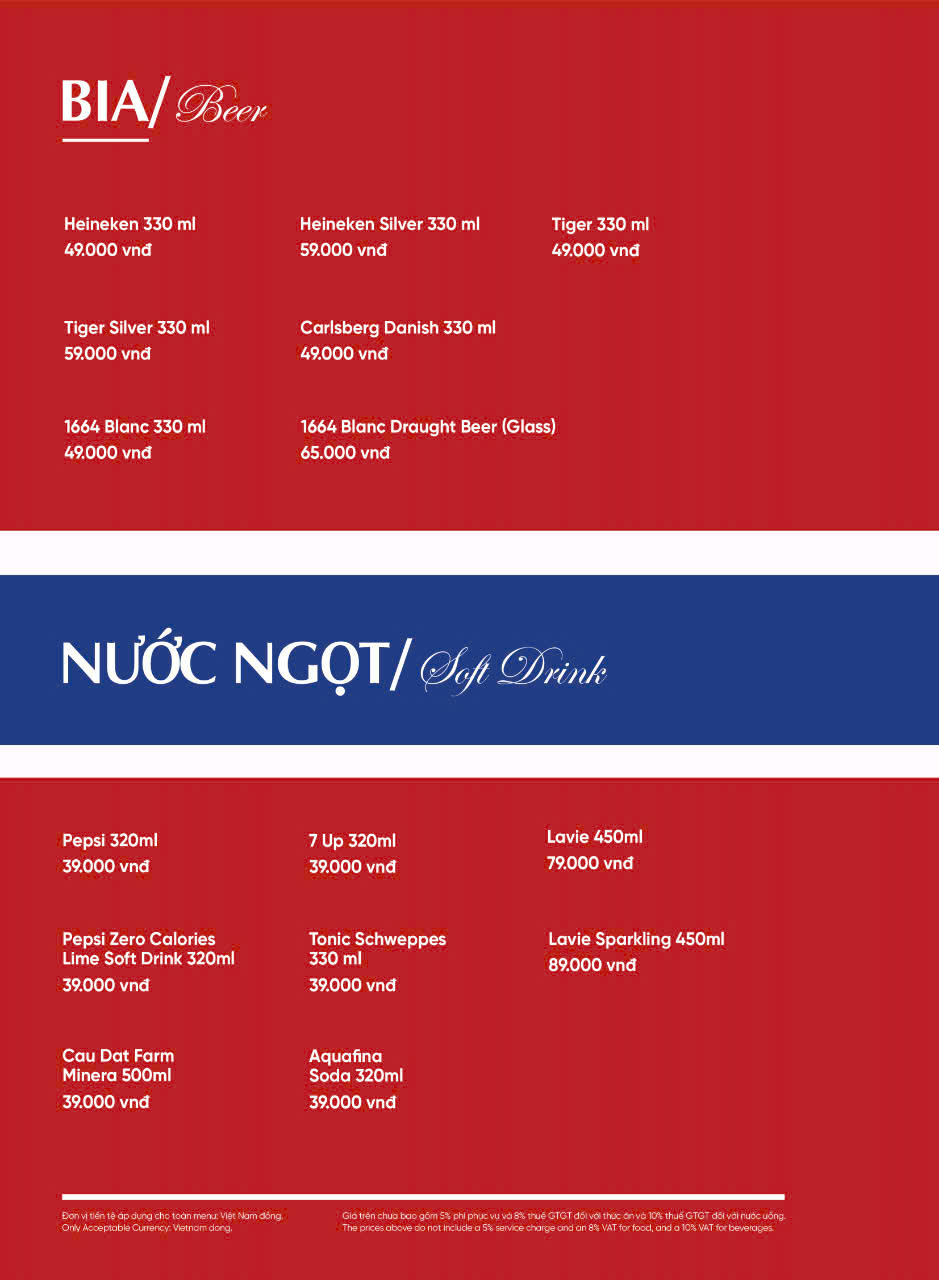 BIA/ Beer
Heineken 330 ml
49.000 vnđ
Heineken Silver 330 ml
59.000 vnđ
Tiger 330 ml
49.000 vnđ
Tiger Silver 330 ml
59.000 vnđ
Carlsberg Danish 330 ml
49.000 vnđ
1664 Blanc 330 ml
49.000 vnđ
1664 Blanc Draught Beer (Glass)
65.000 vnđ
NƯỚC NGỌT/ Soft Drink
Pepsi 320ml
39.000 vnđ
7 Up 320ml
39.000 vnđ
Lavie 450ml
79.000 vnđ
Pepsi Zero Calories
Lime Soft Drink 320ml
39.000 vnđ
Tonic Schweppes
330 ml
39.000 vnđ
Lavie Sparkling 450ml
89.000 vnđ
Cau Dat Farm
Minera 500ml
39.000 vnđ
Aquafina
Soda 320ml
39.000 vnđ
Đơn vị tiền tệ áp dụng cho toàn menu: Việt Nam đồng.
Only Acceptable Currency: Vietnam dong.
Giá trên chưa bao gồm 5% phí phục vụ và 8% thuế GTGT đối với thức ăn và 10% thuế GTGT đối với nước uống.
The prices above do not include a 5% service charge and an 8% VAT for food, and a 10% VAT for beverages.